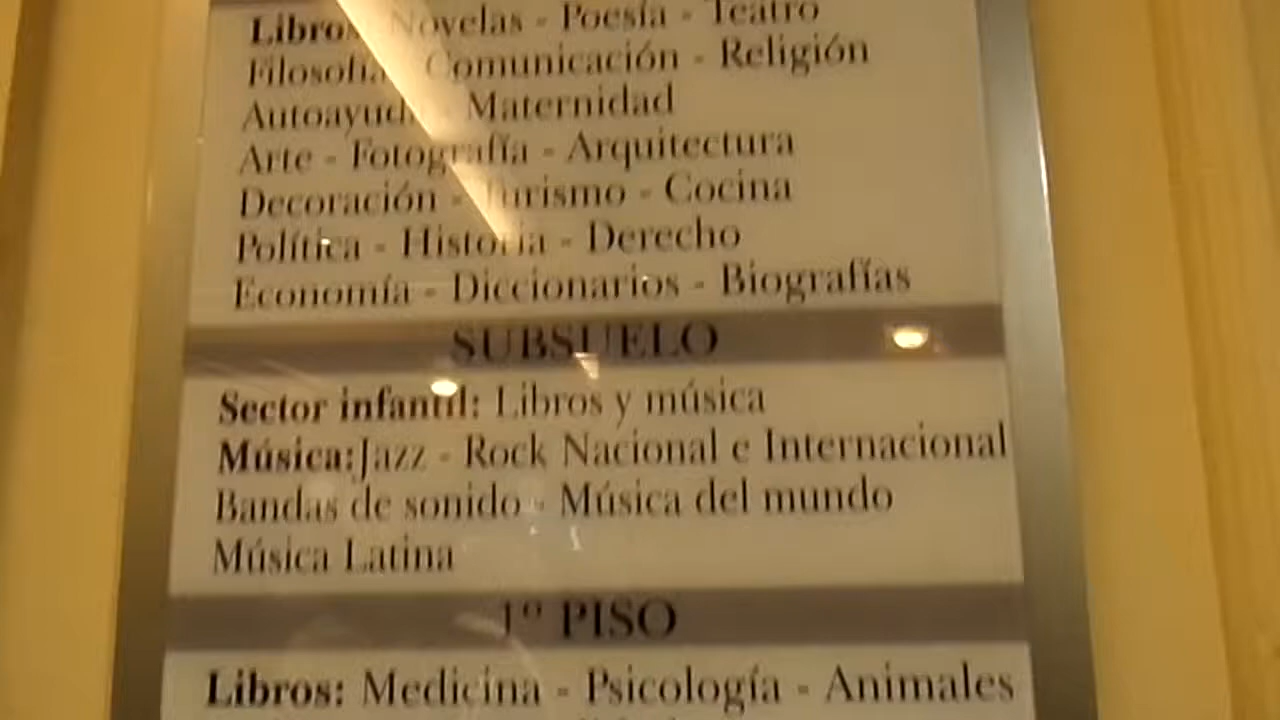 Libros: Novelas - Poesía - Teatro
Filosofía - Comunicación - Religión
Autoayuda - Maternidad
Arte - Fotografía - Arquitectura
Decoración - Turismo - Cocina
Política - Historia - Derecho
Economía - Diccionarios - Biografías
SUBSUELO
Sector infantil: Libros y música
Música: Jazz - Rock Nacional e Internacional
Bandas de sonido - Música del mundo
Música Latina
1º PISO
Libros: Medicina - Psicología - Animales